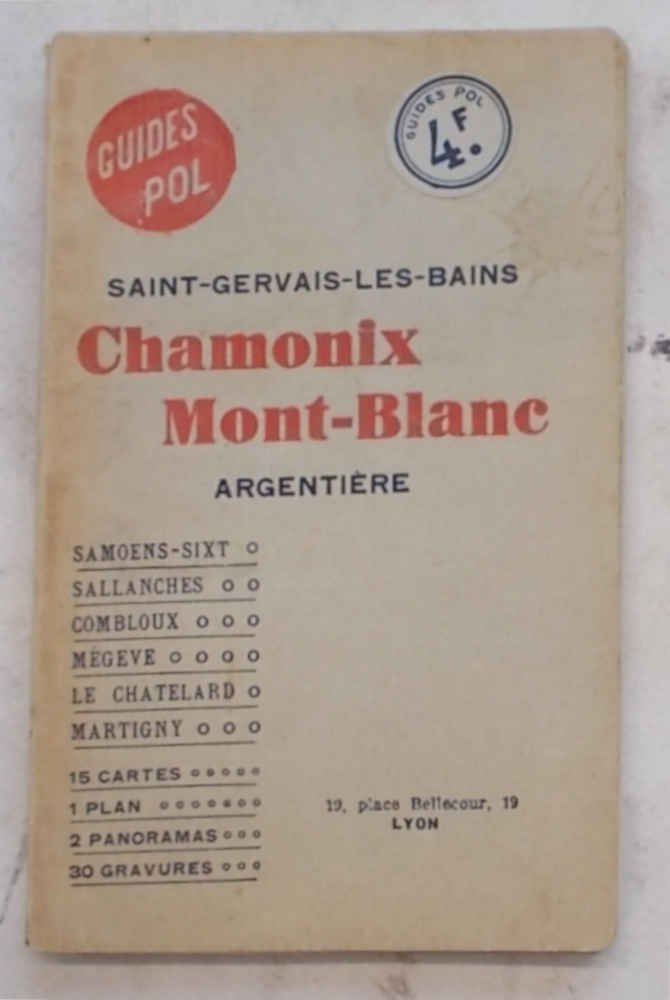 GUIDES
POL
GUIDES POL
4F.
SAINT-GERVAIS-LES-BAINS
Chamonix
Mont-Blanc
ARGENTIÈRE
SAMOENS-SIXT
SALLANCHES
COMBLOUX
MÉGEVE
LE CHATELARD
MARTIGNY
15 CARTES
1 PLAN
2 PANORAMAS
30 GRAVURES
19, place Bellecour, 19
LYON